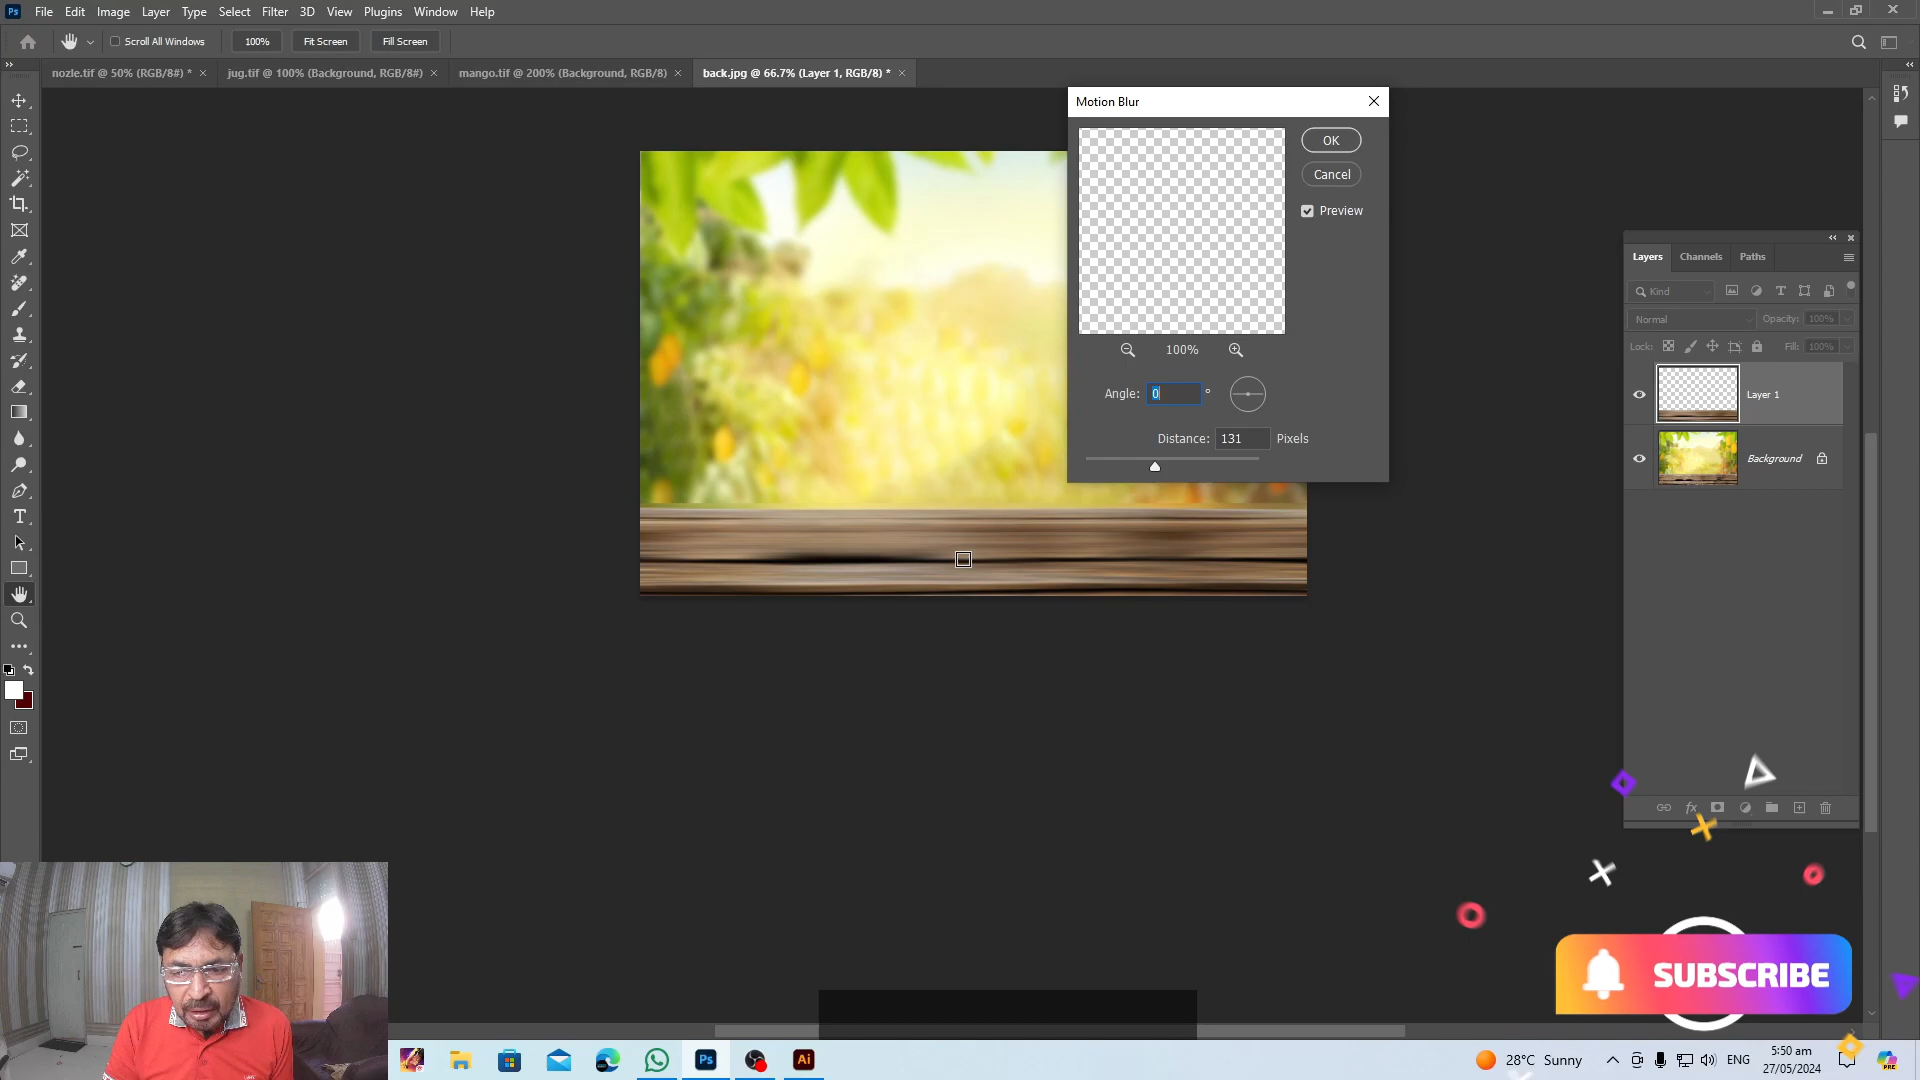 Ps File Edit Image Layer Type Select Filter 3D View Plugins Window Help
Scroll All Windows 100% Fit Screen Fill Screen
nozle.tif @ 50% (RGB/8#) * × jug.tif @ 100% (Background, RGB/8#) × mango.tif @ 200% (Background, RGB/8) × back.jpg @ 66.7% (Layer 1, RGB/8) * ×
Motion Blur
OK
Cancel
Preview
100%
Angle: 0 °
Distance: 131 Pixels
Layers Channels Paths
Kind
Normal Opacity: 100%
Lock: Fill: 100%
Layer 1
Background
SUBSCRIBE
Ps Ai
28°C Sunny ENG
5:50 am
27/05/2024
PRE